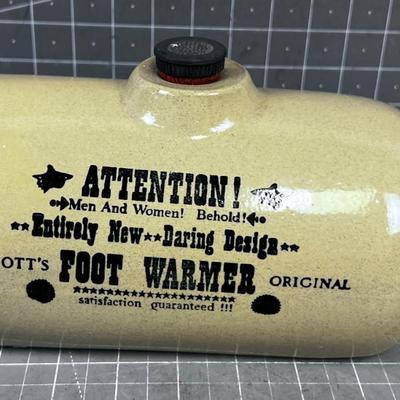 ATTENTION!
Men And Women! Behold!
Entirely New★★Daring Design
OTT'S FOOT WARMER ORIGINAL
satisfaction guaranteed !!!